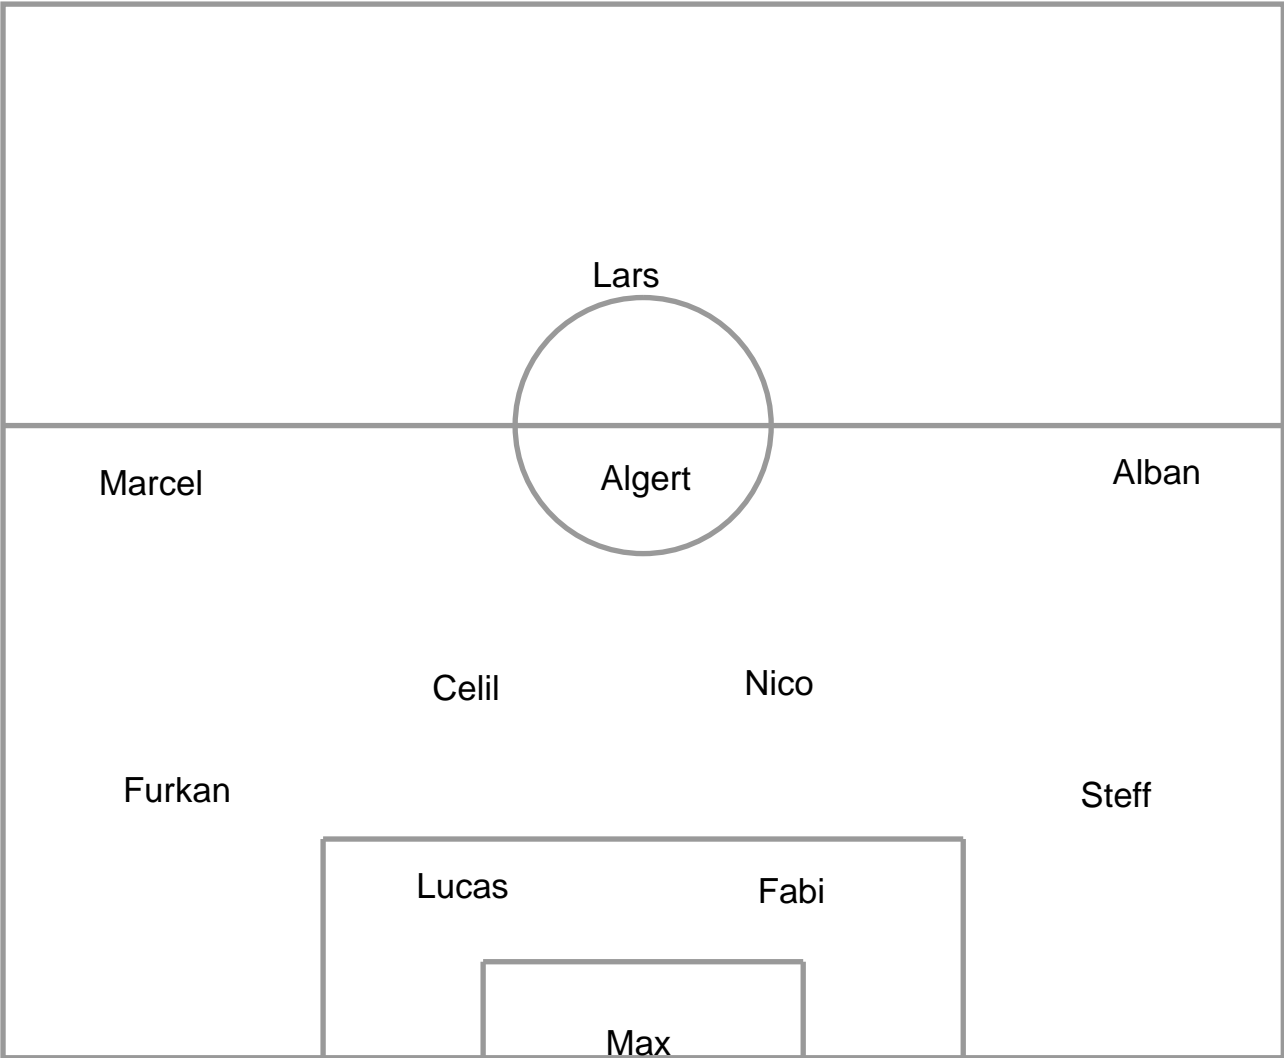 Lars
Marcel
Algert
Alban
Celil
Nico
Furkan
Steff
Lucas
Fabi
Max